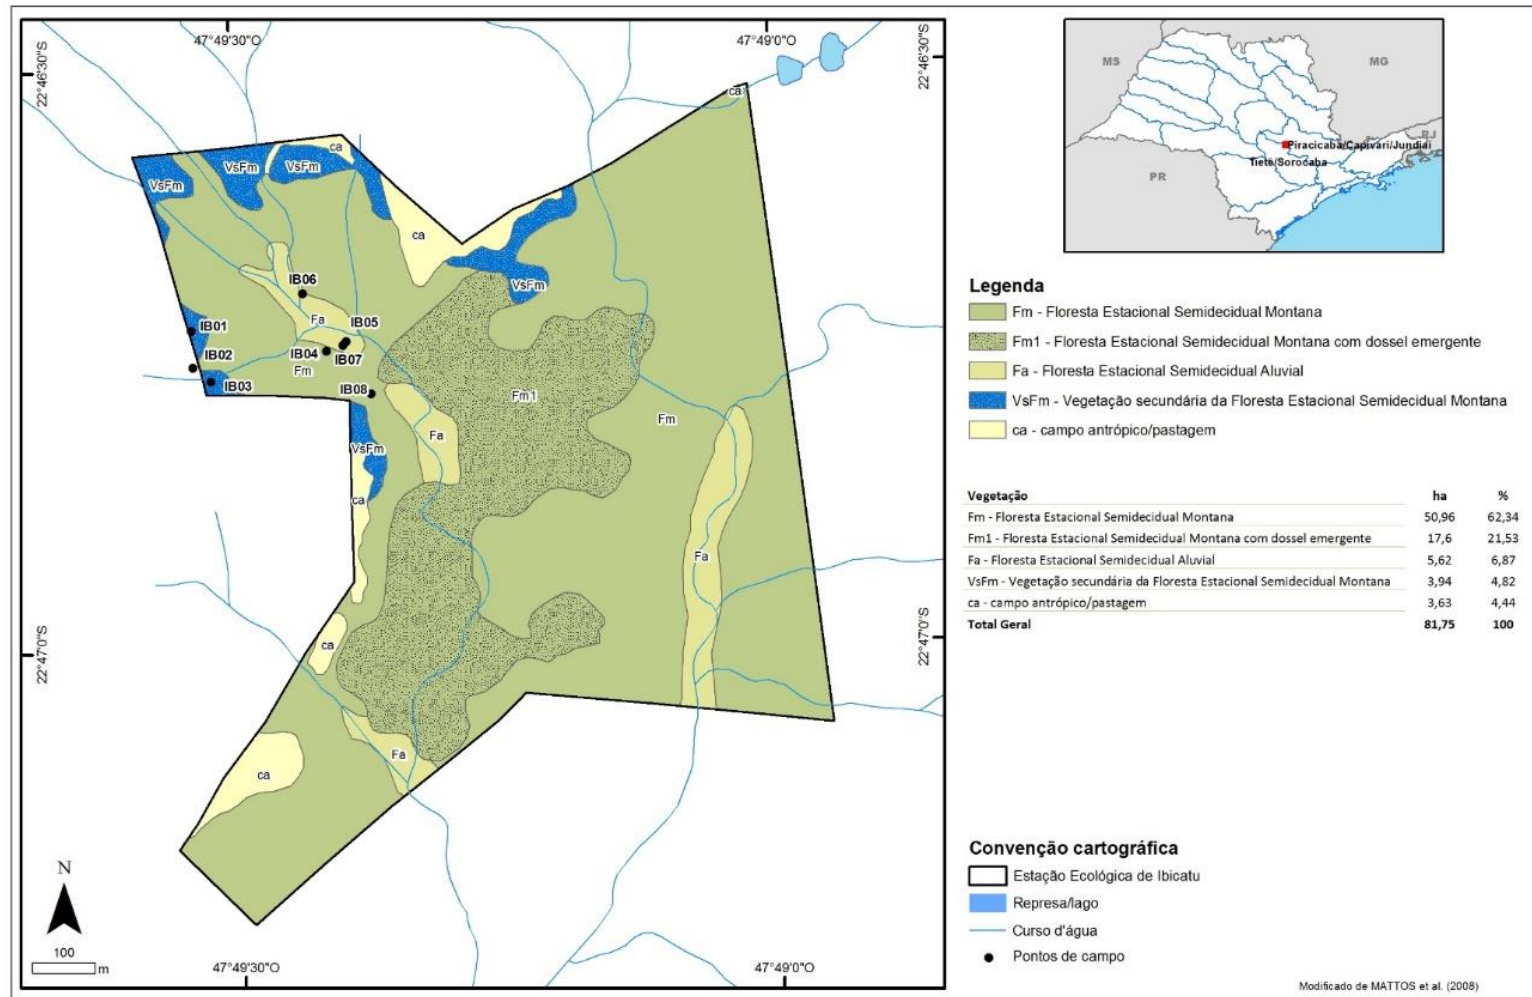 47°49'30"O
47°49'0"O
22°46'30"S
22°46'30"S
ca
ca
VsFm
VsFm
VsFm
ca
VsFm
IB06
Fa
IB05
IB01
IB04
IB07
IB02
Fm
IB03
IB08
Fm1
Fm
Fa
VsFm
ca
Fa
22°47'0"S
22°47'0"S
ca
Fa
ca
N
100
m
47°49'30"O
47°49'0"O
MS
MG
RJ
Piracicaba/Capivari/Jundiaí
Tietê/Sorocaba
PR
Legenda
Fm - Floresta Estacional Semidecidual Montana
Fm1 - Floresta Estacional Semidecidual Montana com dossel emergente
Fa - Floresta Estacional Semidecidual Aluvial
VsFm - Vegetação secundária da Floresta Estacional Semidecidual Montana
ca - campo antrópico/pastagem
Vegetação ha %
Fm - Floresta Estacional Semidecidual Montana 50,96 62,34
Fm1 - Floresta Estacional Semidecidual Montana com dossel emergente 17,6 21,53
Fa - Floresta Estacional Semidecidual Aluvial 5,62 6,87
VsFm - Vegetação secundária da Floresta Estacional Semidecidual Montana 3,94 4,82
ca - campo antrópico/pastagem 3,63 4,44
Total Geral 81,75 100
Convenção cartográfica
Estação Ecológica de Ibicatu
Represa/lago
Curso d'água
Pontos de campo
Modificado de MATTOS et al. (2008)